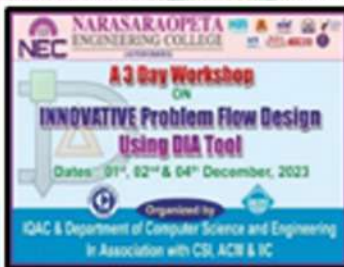 NEC
NARASARAOPETA
ENGINEERING COLLEGE
(AUTONOMOUS)
A 3 Day Workshop
ON
INNOVATIVE Problem Flow Design
Using DIA Tool
Dates: 01st, 02nd & 04th December, 2023
Organized by
IQAC & Department of Computer Science and Engineering
In Association with CSI, ACM & IIC